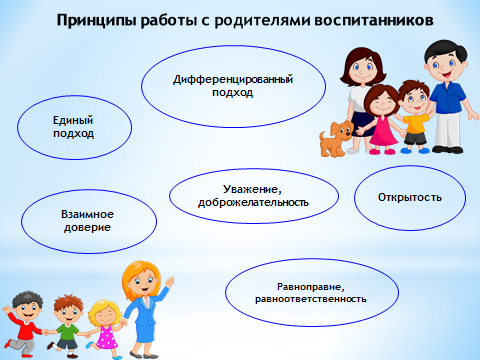 Принципы работы с родителями воспитанников
Дифференцированный
подход
Единый
подход
Уважение,
доброжелательность
Открытость
Взаимное
доверие
Равноправие,
равноответственность